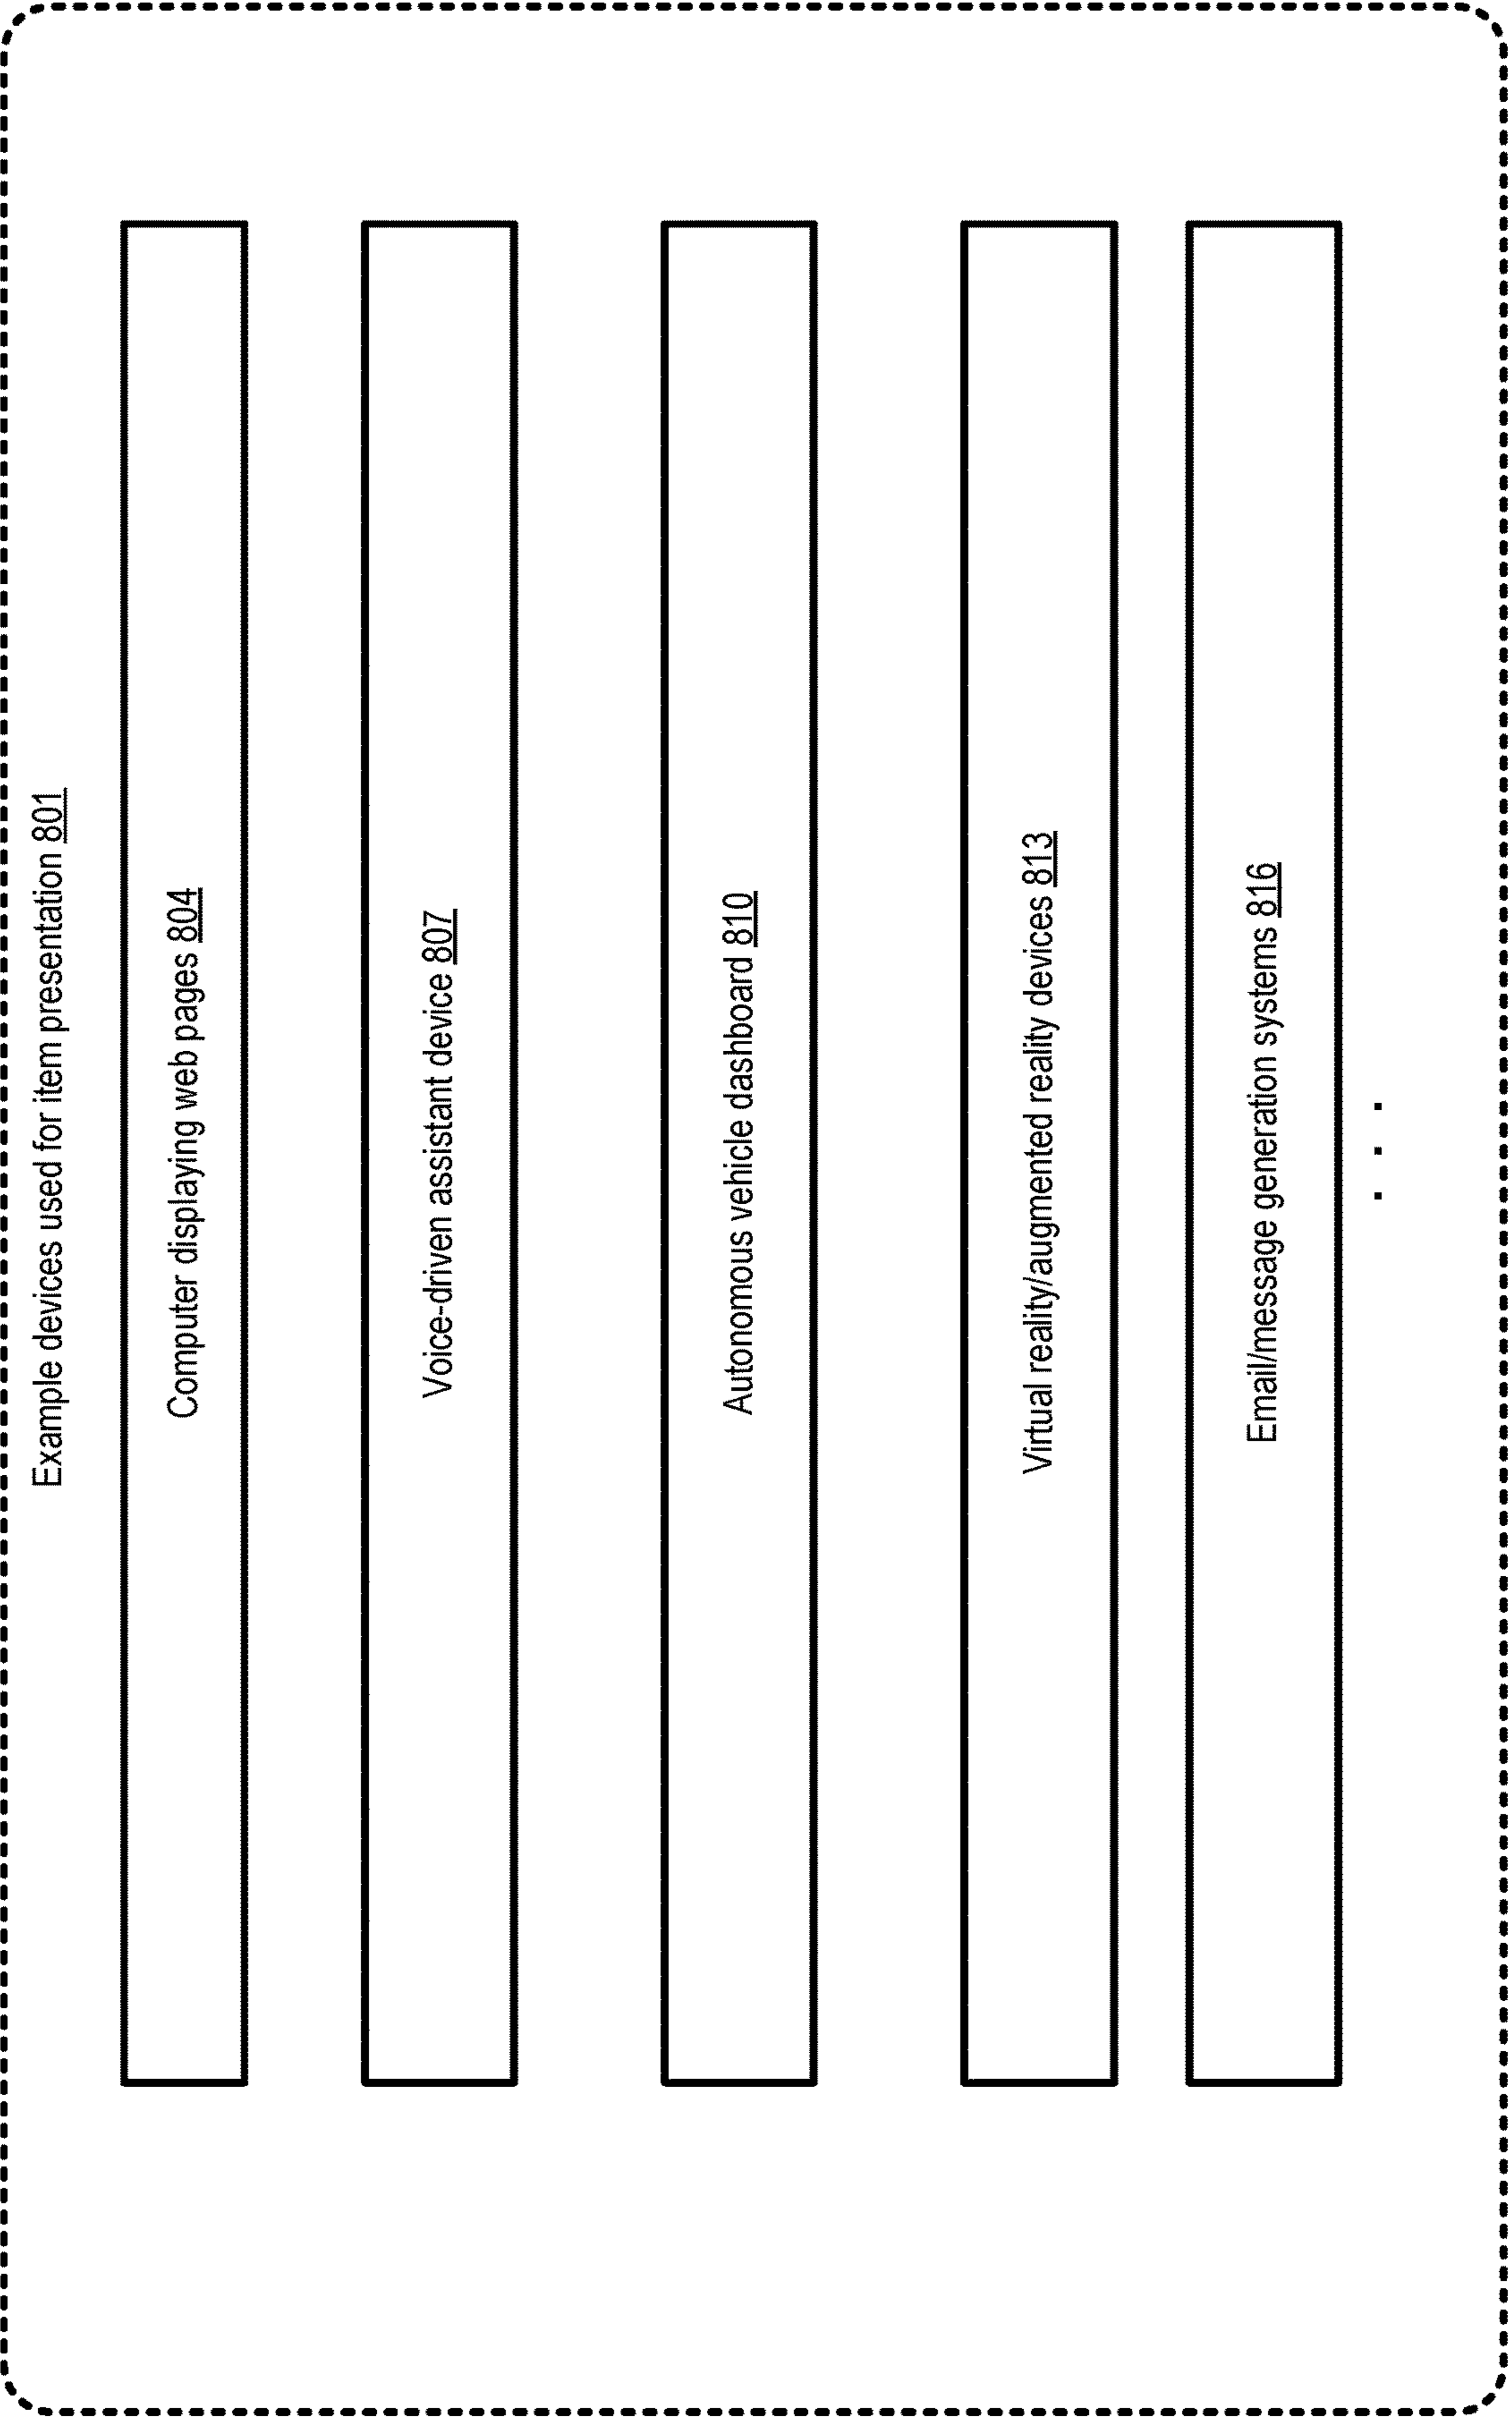 Example devices used for item presentation 801
Computer displaying web pages 804
Voice-driven assistant device 807
Autonomous vehicle dashboard 810
Virtual reality/augmented reality devices 813
Email/message generation systems 816
. . .